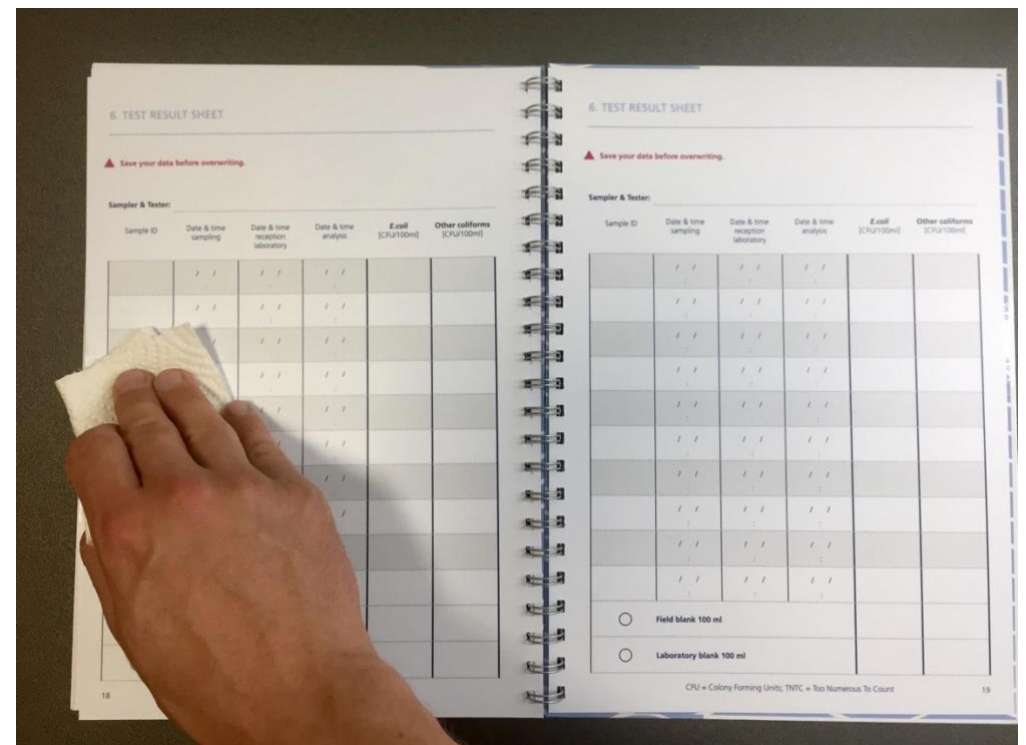 6. TEST RESULT SHEET
Save your data before overwriting.
Sampler & Tester:
Sample ID
Date & time
sampling
Date & time
reception
laboratory
Date & time
analysis
E.coli
[CFU/100ml]
Other coliforms
[CFU/100ml]
/ /
:
/ /
:
/ /
:
18
6. TEST RESULT SHEET
Save your data before overwriting.
Sampler & Tester:
Sample ID
Date & time
sampling
Date & time
reception
laboratory
Date & time
analysis
E.coli
[CFU/100ml]
Other coliforms
[CFU/100ml]
/ /
:
/ /
:
/ /
:
Field blank 100 ml
Laboratory blank 100 ml
CFU = Colony Forming Units; TNTC = Too Numerous To Count
19